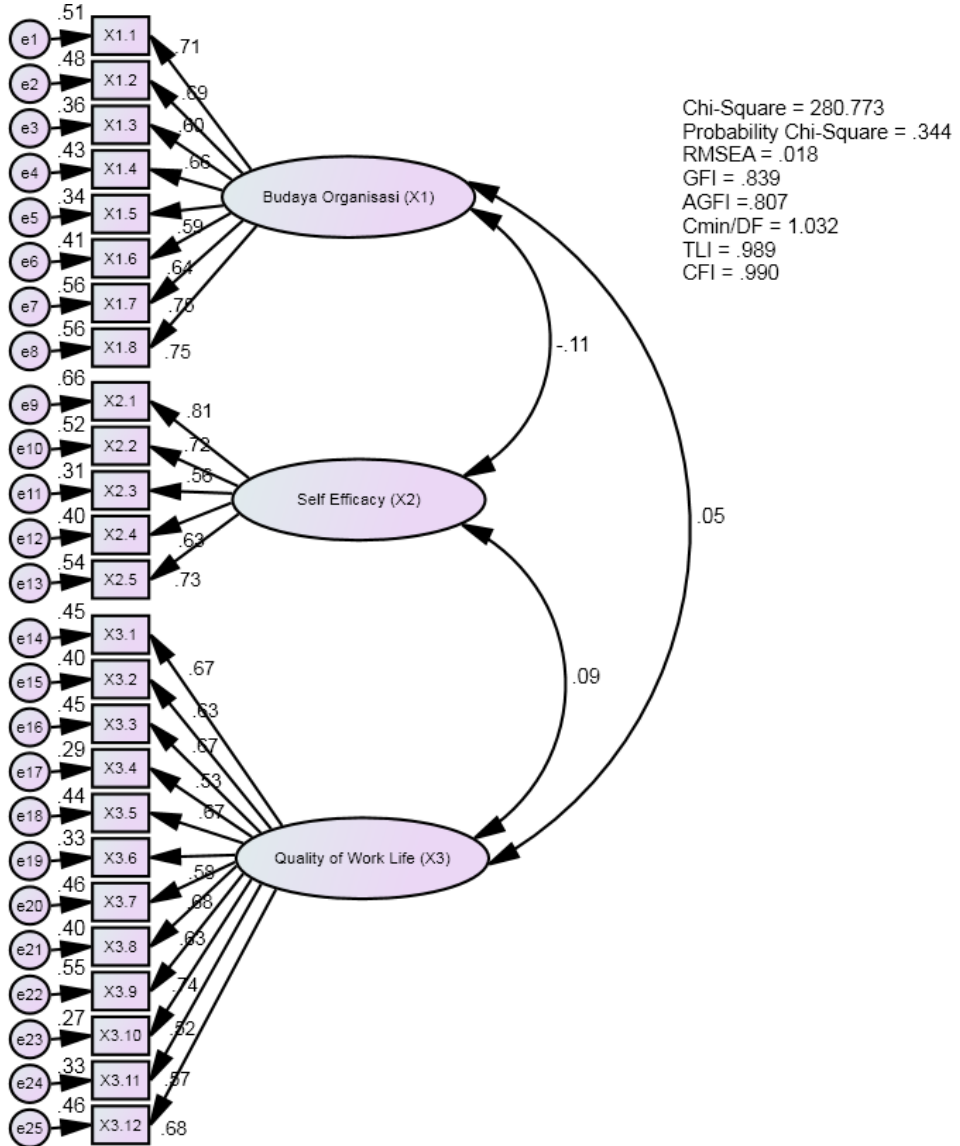 .51
e1
X1.1
.71
.48
e2
X1.2
.69
.36
e3
X1.3
.60
.43
e4
X1.4
.66
.34
e5
X1.5
.59
.41
e6
X1.6
.64
.56
e7
X1.7
.75
.56
e8
X1.8
.75
Budaya Organisasi (X1)
Chi-Square = 280.773
Probability Chi-Square = .344
RMSEA = .018
GFI = .839
AGFI =.807
Cmin/DF = 1.032
TLI = .989
CFI = .990
-.11
.66
e9
X2.1
.81
.52
e10
X2.2
.72
.31
e11
X2.3
.56
.40
e12
X2.4
.63
.54
e13
X2.5
.73
Self Efficacy (X2)
.05
.09
.45
e14
X3.1
.67
.40
e15
X3.2
.63
.45
e16
X3.3
.67
.29
e17
X3.4
.53
.44
e18
X3.5
.67
.33
e19
X3.6
.58
.46
e20
X3.7
.68
.40
e21
X3.8
.63
.55
e22
X3.9
.74
.27
e23
X3.10
.52
.33
e24
X3.11
.57
.46
e25
X3.12
.68
Quality of Work Life (X3)